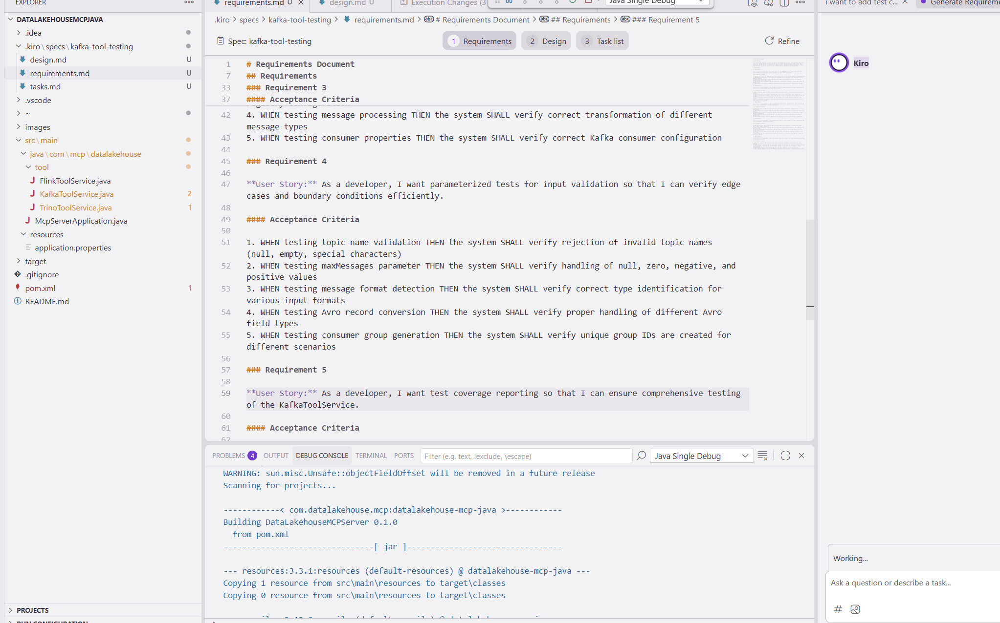 EXPLORER
DATALAKEHOUSEMCPJAVA
.idea
.kiro\specs\kafka-tool-testing
design.md U
requirements.md U
tasks.md U
.vscode
~
images
src\main
java\com\mcp\datalakehouse
tool
FlinkToolService.java
KafkaToolService.java 2
TrinoToolService.java 1
McpServerApplication.java
resources
application.properties
target
.gitignore
pom.xml 1
README.md
PROJECTS
RUN CONFIGURATION
requirements.md U
design.md U
Execution Changes (3
Java Single Debug
.kiro > specs > kafka-tool-testing > requirements.md > # Requirements Document > ## Requirements > ### Requirement 5
Spec: kafka-tool-testing
1 Requirements
2 Design
3 Task list
Refine
1 # Requirements Document
7 ## Requirements
33 ### Requirement 3
37 #### Acceptance Criteria
registry configuration
42 4. WHEN testing message processing THEN the system SHALL verify correct transformation of different
message types
43 5. WHEN testing consumer properties THEN the system SHALL verify correct Kafka consumer configuration
44
45 ### Requirement 4
46
47 **User Story:** As a developer, I want parameterized tests for input validation so that I can verify edge
cases and boundary conditions efficiently.
48
49 #### Acceptance Criteria
50
51 1. WHEN testing topic name validation THEN the system SHALL verify rejection of invalid topic names
(null, empty, special characters)
52 2. WHEN testing maxMessages parameter THEN the system SHALL verify handling of null, zero, negative, and
positive values
53 3. WHEN testing message format detection THEN the system SHALL verify correct type identification for
various input formats
54 4. WHEN testing Avro record conversion THEN the system SHALL verify proper handling of different Avro
field types
55 5. WHEN testing consumer group generation THEN the system SHALL verify unique group IDs are created for
different scenarios
56
57 ### Requirement 5
58
59 **User Story:** As a developer, I want test coverage reporting so that I can ensure comprehensive testing
of the KafkaToolService.
60
61 #### Acceptance Criteria
62
PROBLEMS 4 OUTPUT DEBUG CONSOLE TERMINAL PORTS
Filter (e.g. text, !exclude, \escape)
Java Single Debug
WARNING: sun.misc.Unsafe::objectFieldOffset will be removed in a future release
Scanning for projects...
------------< com.datalakehouse.mcp:datalakehouse-mcp-java >------------
Building DataLakehouseMCPServer 0.1.0
from pom.xml
--------------------------------[ jar ]---------------------------------
--- resources:3.3.1:resources (default-resources) @ datalakehouse-mcp-java ---
Copying 1 resource from src\main\resources to target\classes
Copying 0 resource from src\main\resources to target\classes
i want to add test c...
Generate Requireme
Kiro
Working...
Ask a question or describe a task...
#